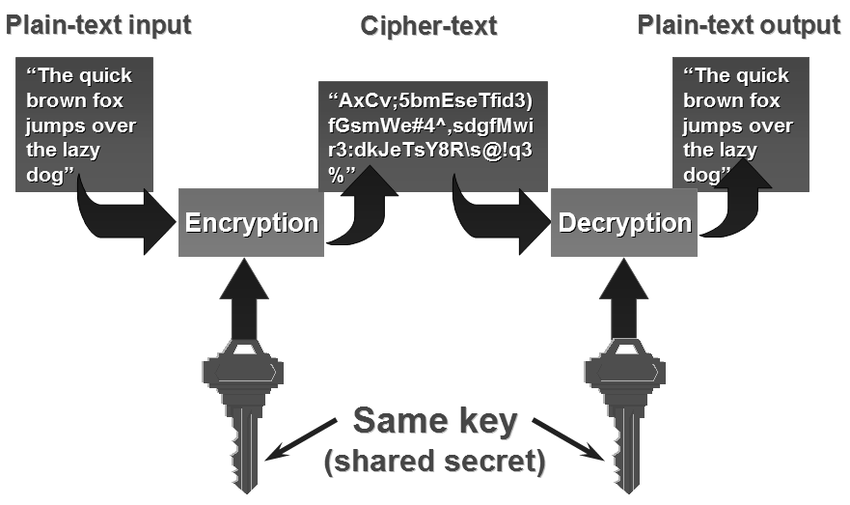 Plain-text input
Cipher-text
Plain-text output
“The quick
brown fox
jumps over
the lazy
dog”
“AxCv;5bmEseTfid3)
fGsmWe#4^,sdgfMwi
r3:dkJeTsY8R\s@!q3
%”
“The quick
brown fox
jumps over
the lazy
dog”
Encryption
Decryption
Same key
(shared secret)